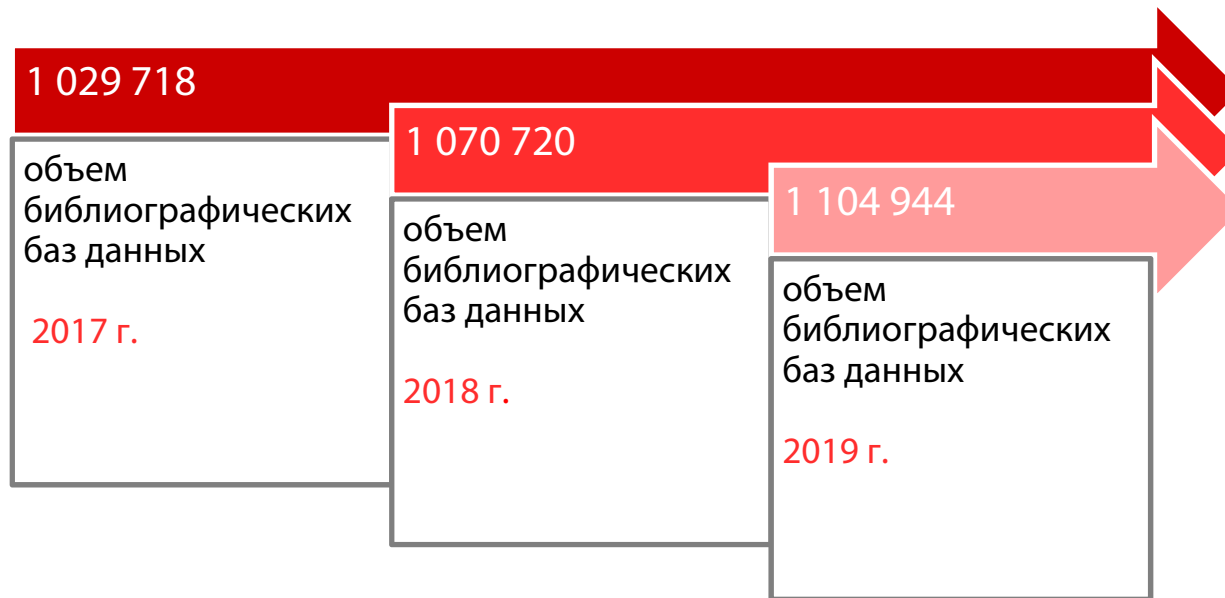 1 029 718
объем
библиографических
баз данных
2017 г.
1 070 720
объем
библиографических
баз данных
2018 г.
1 104 944
объем
библиографических
баз данных
2019 г.